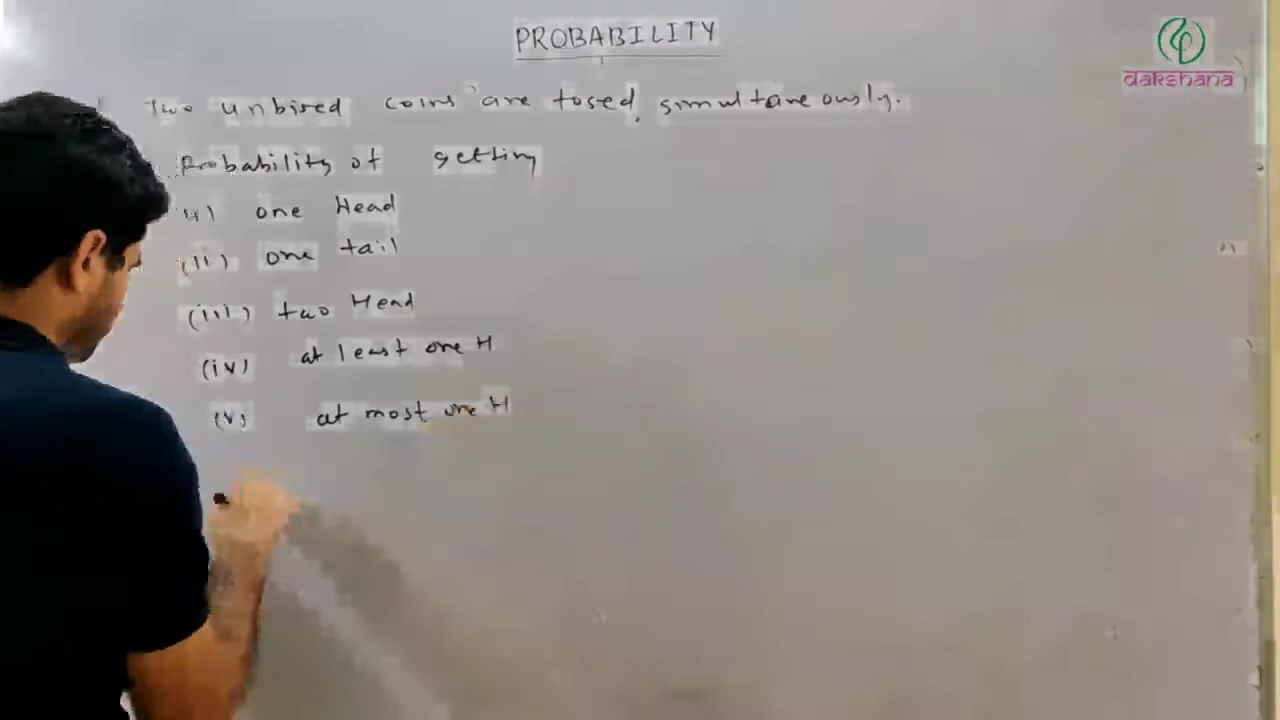 PROBABILITY
dakshana
Two unbised coins are tosed simultaneously.
Probability of getting
one Head
(ii) one tail
(iii) two Head
(iv) at least one H
(v) at most one H